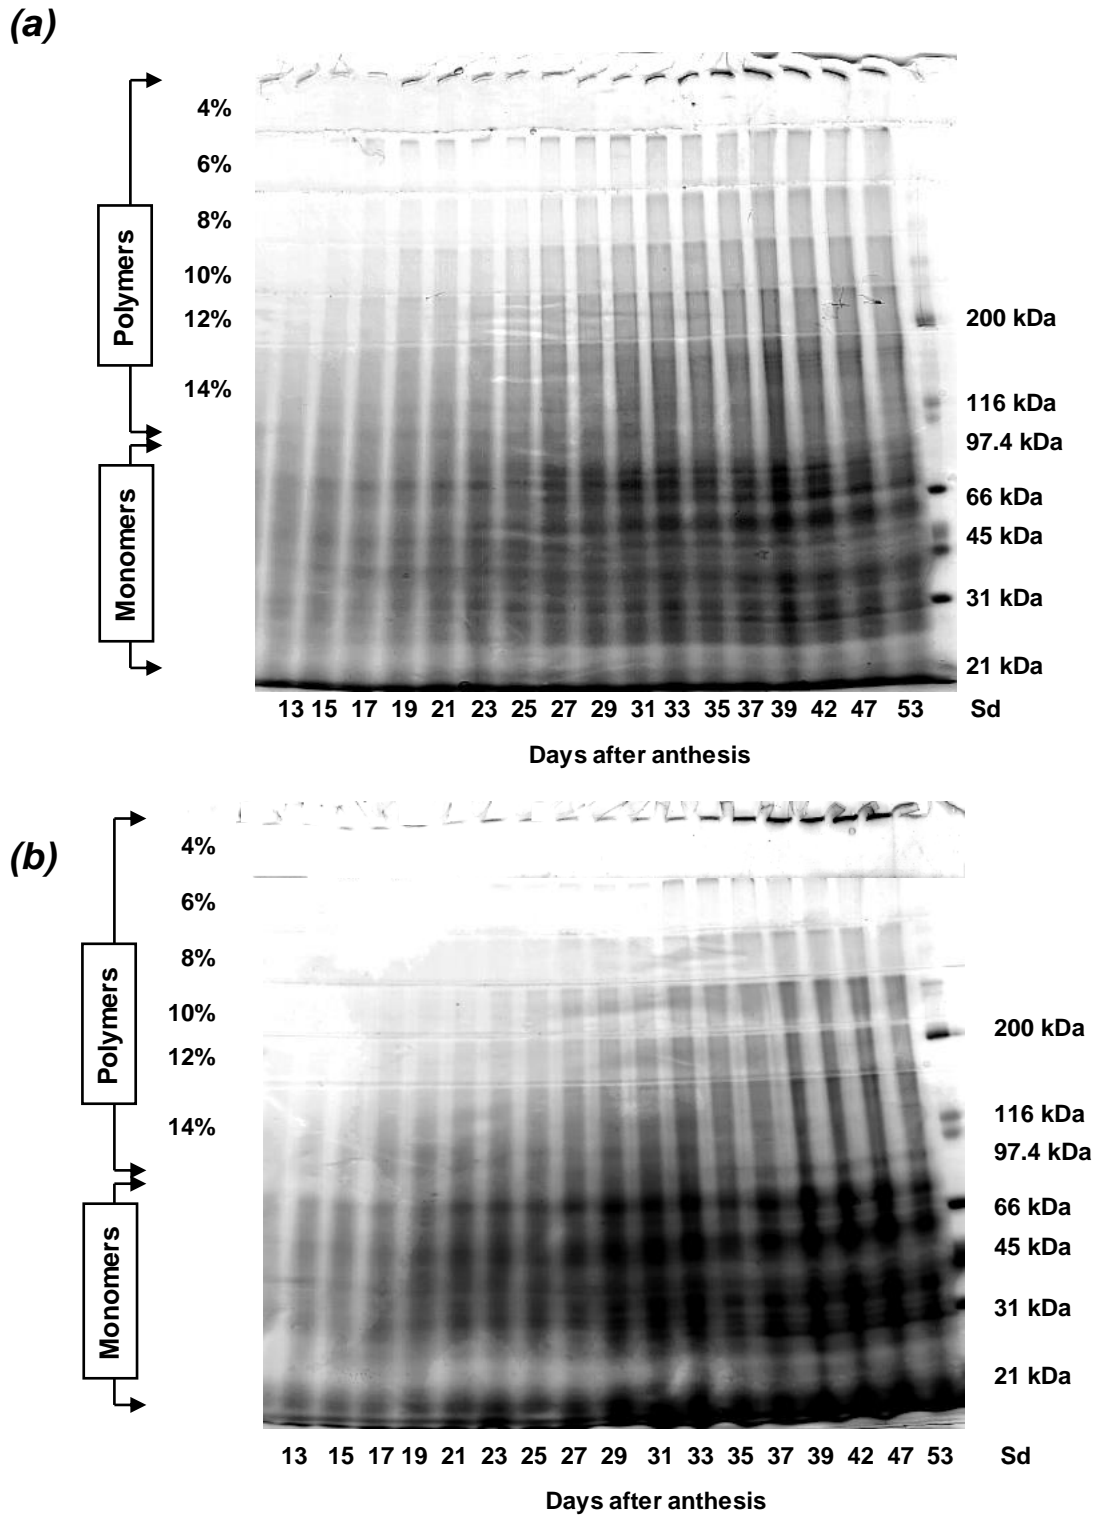 (a)
4%
6%
8%
10%
12%
14%
Polymers
Monomers
200 kDa
116 kDa
97.4 kDa
66 kDa
45 kDa
31 kDa
21 kDa
13 15 17 19 21 23 25 27 29 31 33 35 37 39 42 47 53 Sd
Days after anthesis
(b)
4%
6%
8%
10%
12%
14%
Polymers
Monomers
200 kDa
116 kDa
97.4 kDa
66 kDa
45 kDa
31 kDa
21 kDa
13 15 17 19 21 23 25 27 29 31 33 35 37 39 42 47 53 Sd
Days after anthesis